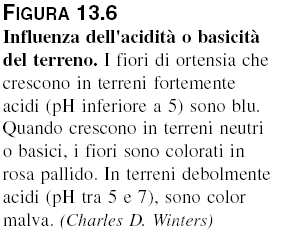 FIGURA 13.6
Influenza dell'acidità o basicità
del terreno. I fiori di ortensia che
crescono in terreni fortemente
acidi (pH inferiore a 5) sono blu.
Quando crescono in terreni neutri
o basici, i fiori sono colorati in
rosa pallido. In terreni debolmente
acidi (pH tra 5 e 7), sono color
malva. (Charles D. Winters)